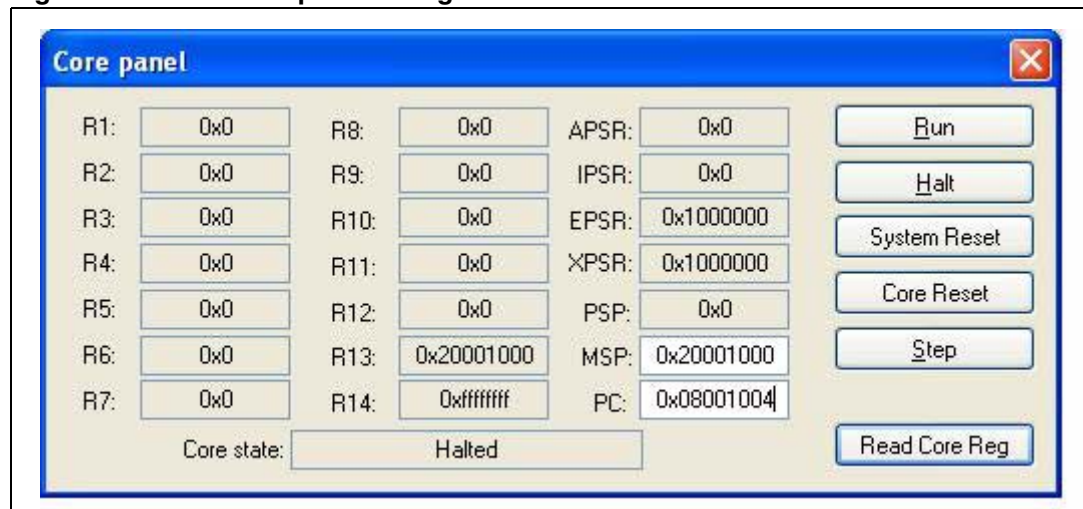 Core panel
R1: 0x0 R8: 0x0 APSR: 0x0 Run
R2: 0x0 R9: 0x0 IPSR: 0x0 Halt
R3: 0x0 R10: 0x0 EPSR: 0x1000000 System Reset
R4: 0x0 R11: 0x0 XPSR: 0x1000000 Core Reset
R5: 0x0 R12: 0x0 PSP: 0x0
R6: 0x0 R13: 0x20001000 MSP: 0x20001000 Step
R7: 0x0 R14: 0xffffffff PC: 0x08001004
Core state: Halted Read Core Reg